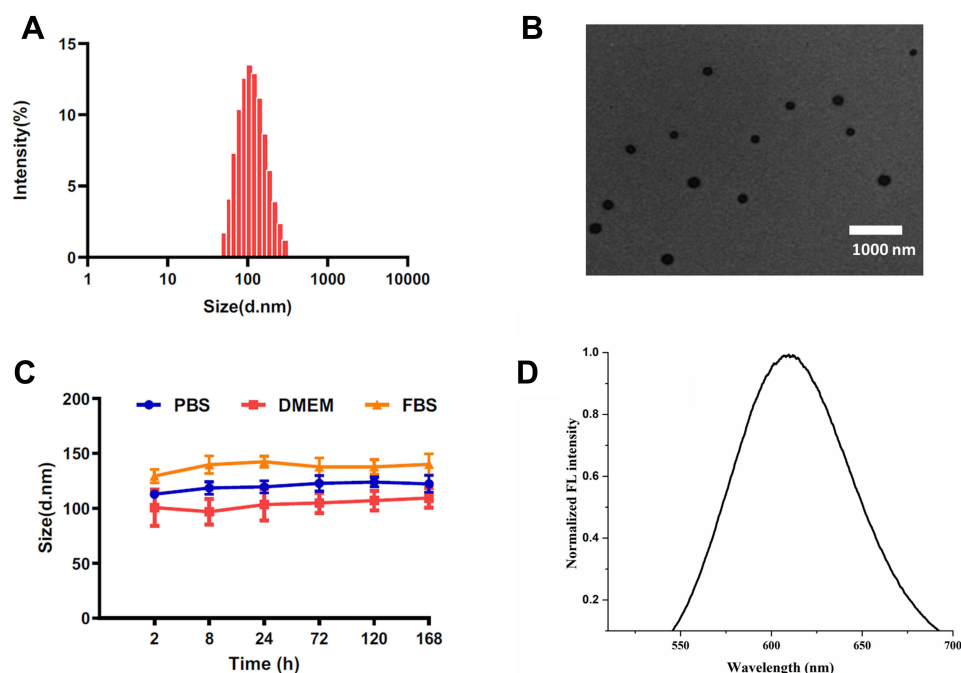 A
15
10
5
0
Intensity(%)
1 10 100 1000 10000
Size(d.nm)
B
1000 nm
C
PBS DMEM FBS
200
150
100
50
0
Size(d.nm)
2 8 24 72 120 168
Time (h)
D
1.0
0.8
0.6
0.4
0.2
Normalized FL intensity
550 600 650 700
Wavelength (nm)